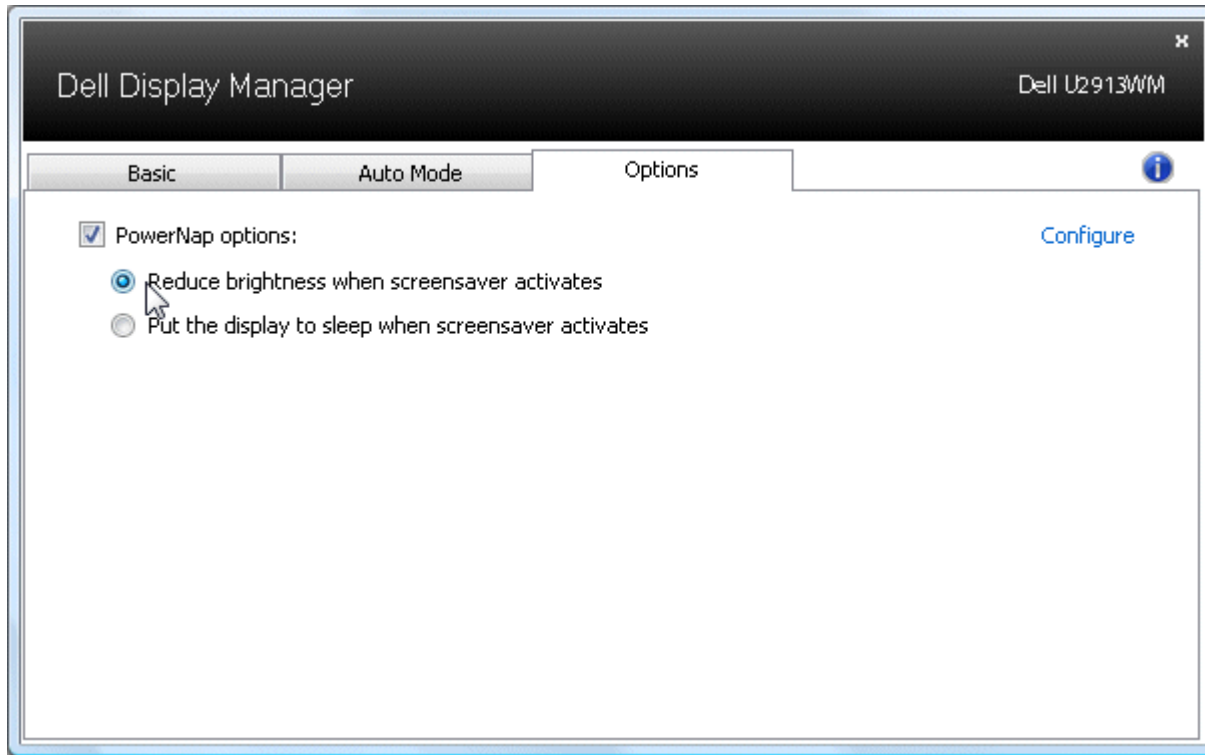 Dell Display Manager
Dell U2913WM
Basic
Auto Mode
Options
PowerNap options:
Configure
Reduce brightness when screensaver activates
Put the display to sleep when screensaver activates